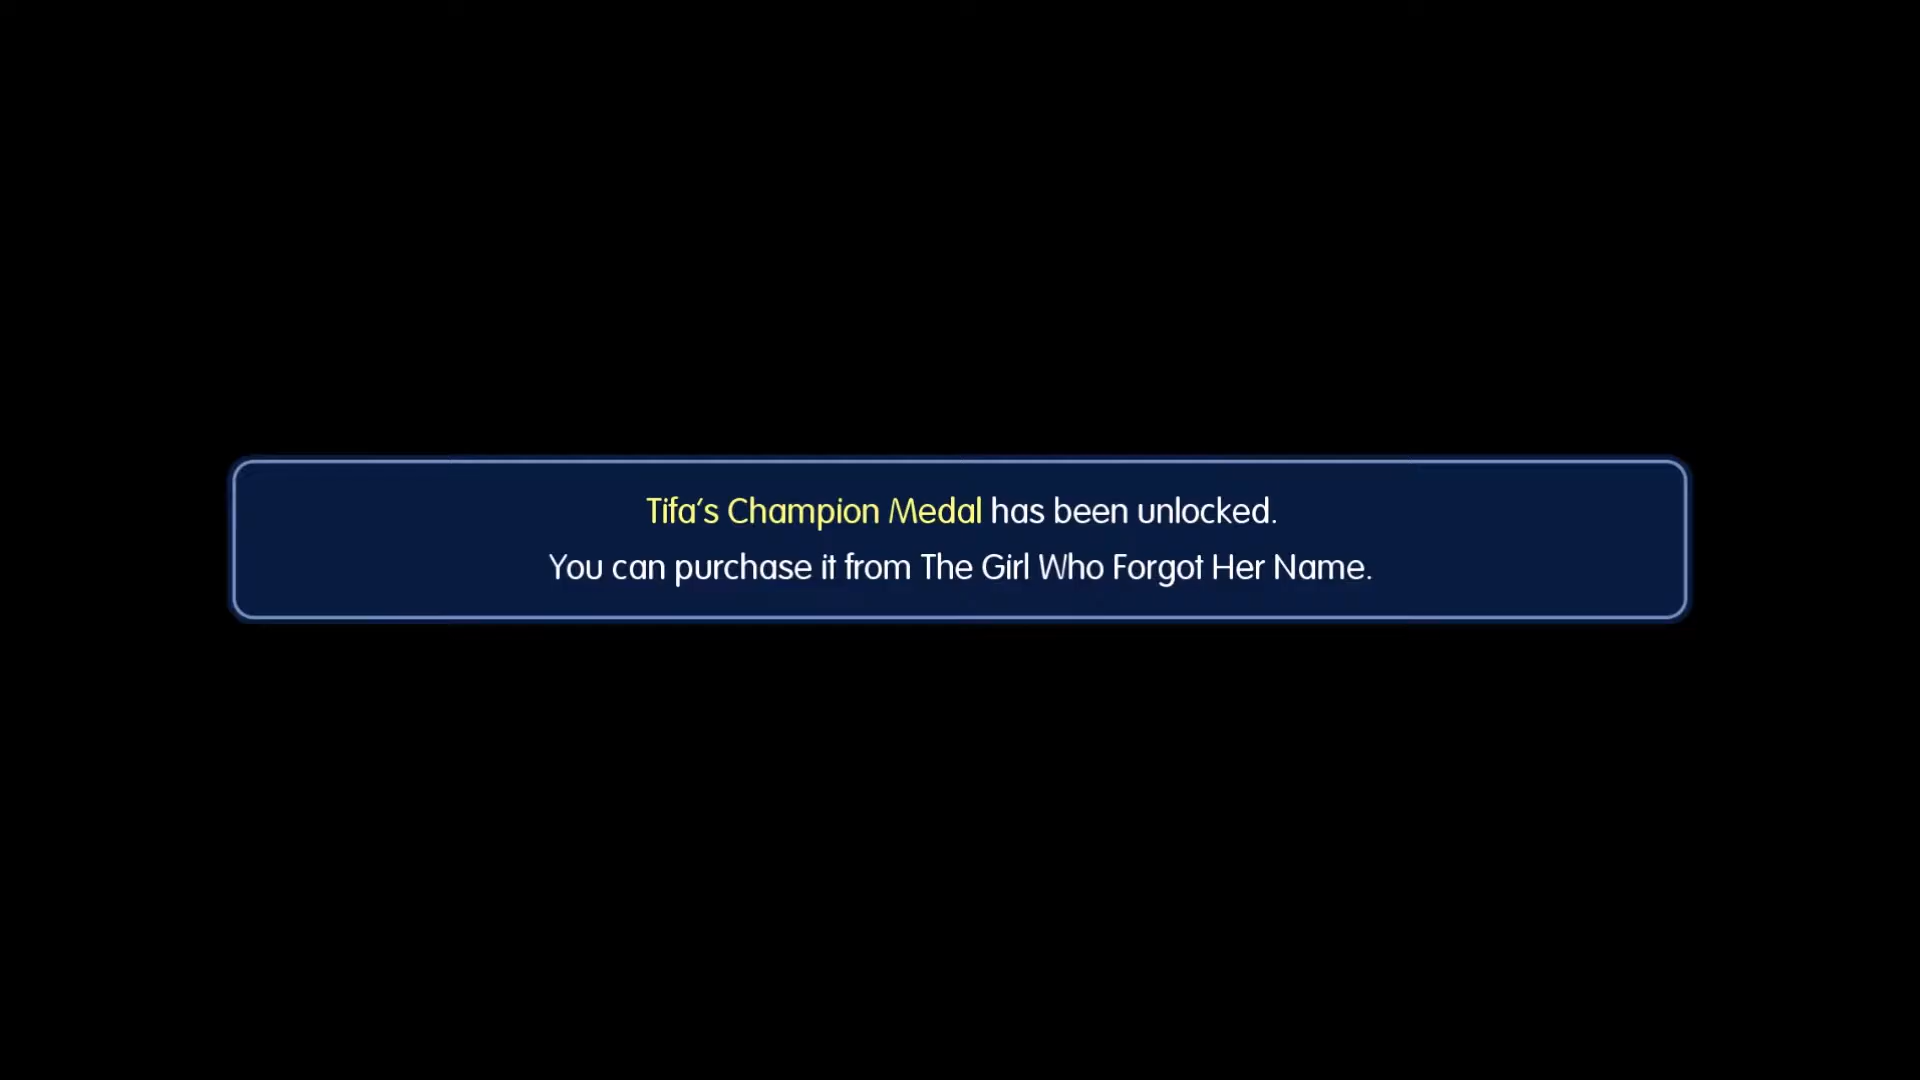 Tifa's Champion Medal has been unlocked.
You can purchase it from The Girl Who Forgot Her Name.